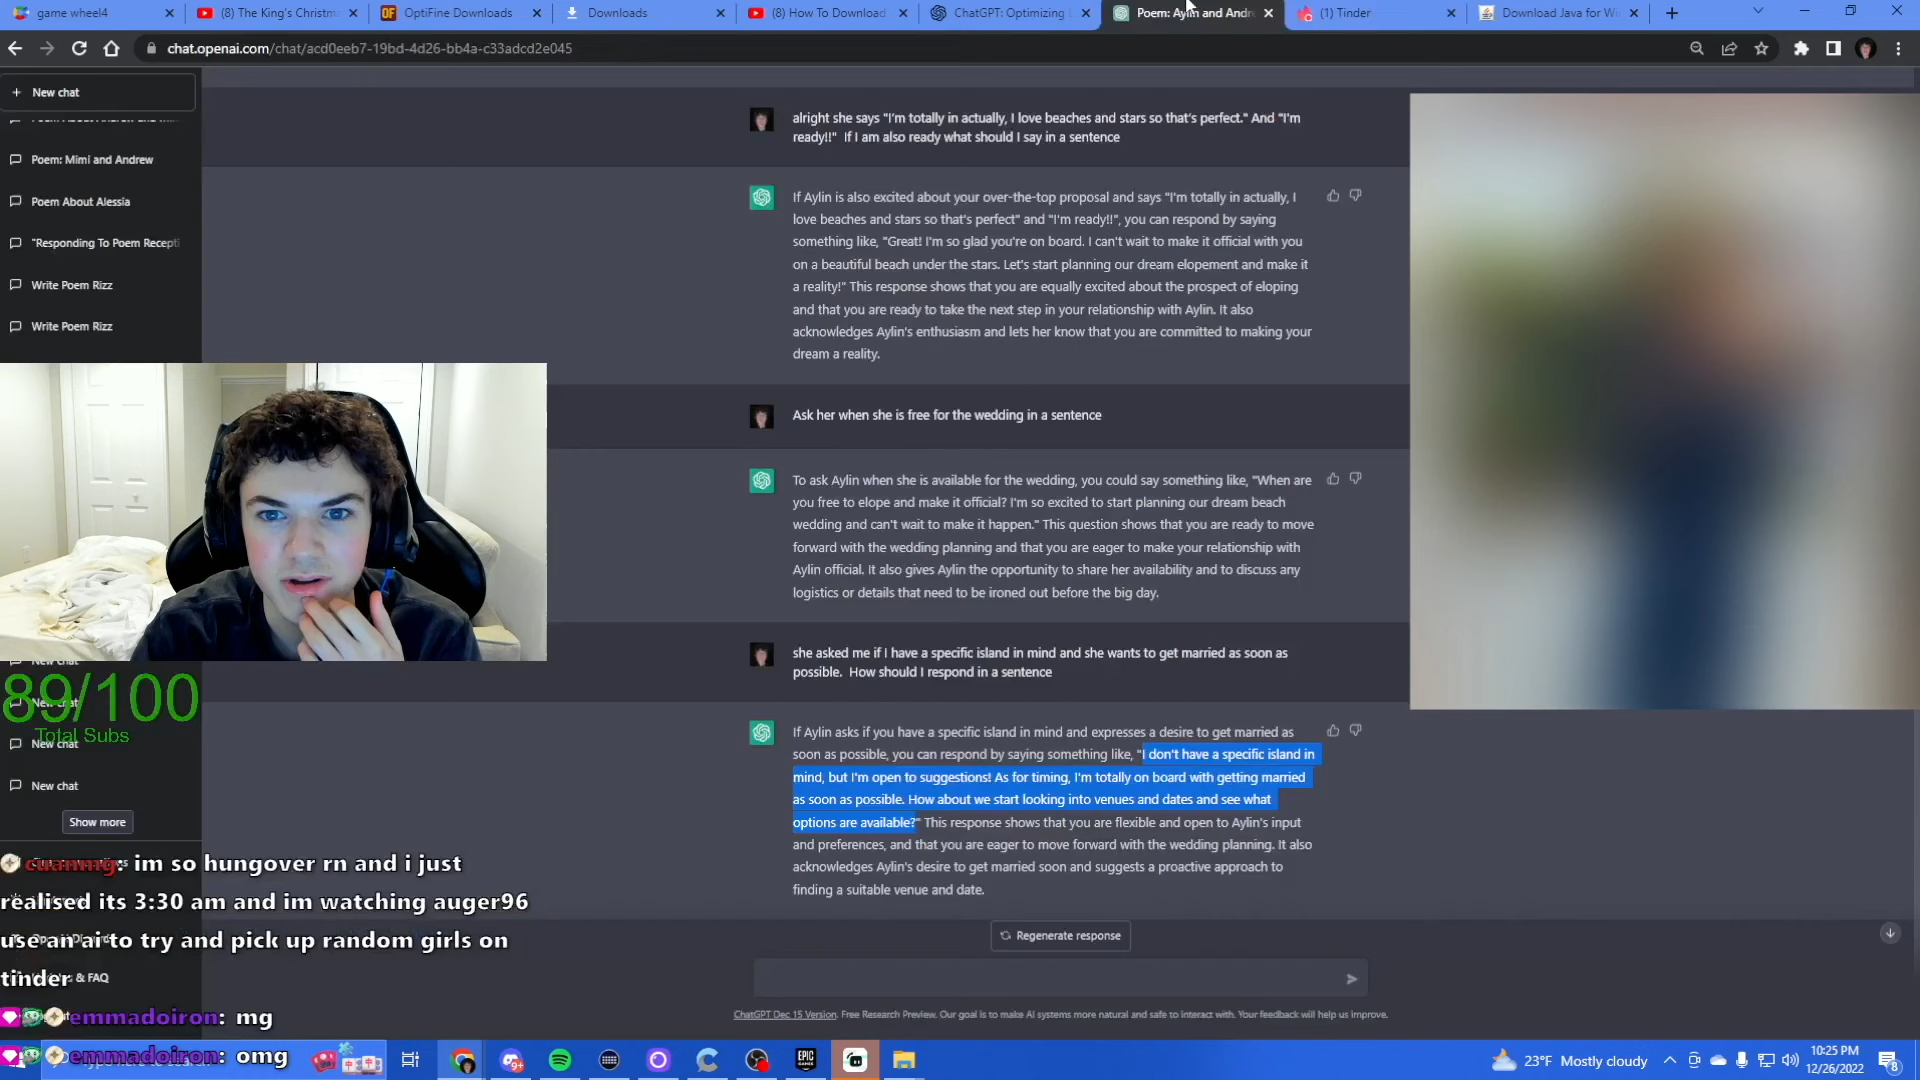 game wheel4
(8) The King's Christma
OptiFine Downloads
Downloads
(8) How To Download
ChatGPT: Optimizing L
Poem: Aylin and Andre
(1) Tinder
Download Java for Wi
chat.openai.com/chat/acd0eeb7-19bd-4d26-bb4a-c33adcd2e045
New chat
Poem: Mimi and Andrew
Poem About Alessia
"Responding To Poem Recepti
Write Poem Rizz
Write Poem Rizz
New chat
New chat
New chat
New chat
Show more
& FAQ
89/100
Total Subs
alright she says "I'm totally in actually, I love beaches and stars so that's perfect." And "I'm
ready!!" If I am also ready what should I say in a sentence
If Aylin is also excited about your over-the-top proposal and says "I'm totally in actually, I
love beaches and stars so that's perfect" and "I'm ready!!", you can respond by saying
something like, "Great! I'm so glad you're on board. I can't wait to make it official with you
on a beautiful beach under the stars. Let's start planning our dream elopement and make it
a reality!" This response shows that you are equally excited about the prospect of eloping
and that you are ready to take the next step in your relationship with Aylin. It also
acknowledges Aylin's enthusiasm and lets her know that you are committed to making your
dream a reality.
Ask her when she is free for the wedding in a sentence
To ask Aylin when she is available for the wedding, you could say something like, "When are
you free to elope and make it official? I'm so excited to start planning our dream beach
wedding and can't wait to make it happen." This question shows that you are ready to move
forward with the wedding planning and that you are eager to make your relationship with
Aylin official. It also gives Aylin the opportunity to share her availability and to discuss any
logistics or details that need to be ironed out before the big day.
she asked me if I have a specific island in mind and she wants to get married as soon as
possible. How should I respond in a sentence
If Aylin asks if you have a specific island in mind and expresses a desire to get married as
soon as possible, you can respond by saying something like, "I don't have a specific island in
mind, but I'm open to suggestions! As for timing, I'm totally on board with getting married
as soon as possible. How about we start looking into venues and dates and see what
options are available?" This response shows that you are flexible and open to Aylin's input
and preferences, and that you are eager to move forward with the wedding planning. It also
acknowledges Aylin's desire to get married soon and suggests a proactive approach to
finding a suitable venue and date.
Regenerate response
ChatGPT Dec 15 Version. Free Research Preview. Our goal is to make AI systems more natural and safe to interact with. Your feedback will help us improve.
cuanmg: im so hungover rn and i just
realised its 3:30 am and im watching auger96
use an ai to try and pick up random girls on
tinder
emmadoiron: mg
emmadoiron: omg
9+
EPIC
GAMES
23°F Mostly cloudy
10:25 PM
12/26/2022
8